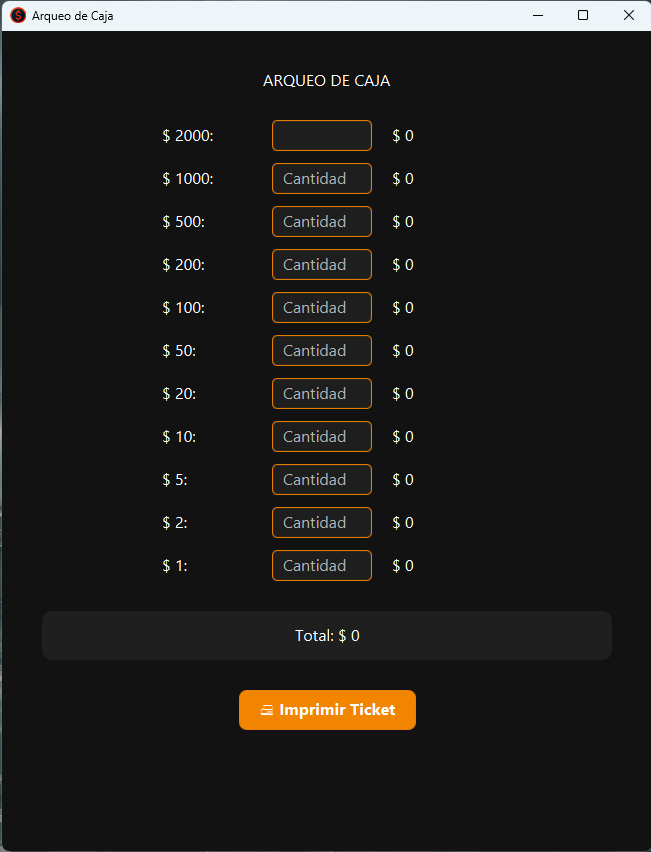 Arqueo de Caja
ARQUEO DE CAJA
$ 2000: $ 0
$ 1000: Cantidad $ 0
$ 500: Cantidad $ 0
$ 200: Cantidad $ 0
$ 100: Cantidad $ 0
$ 50: Cantidad $ 0
$ 20: Cantidad $ 0
$ 10: Cantidad $ 0
$ 5: Cantidad $ 0
$ 2: Cantidad $ 0
$ 1: Cantidad $ 0
Total: $ 0
Imprimir Ticket